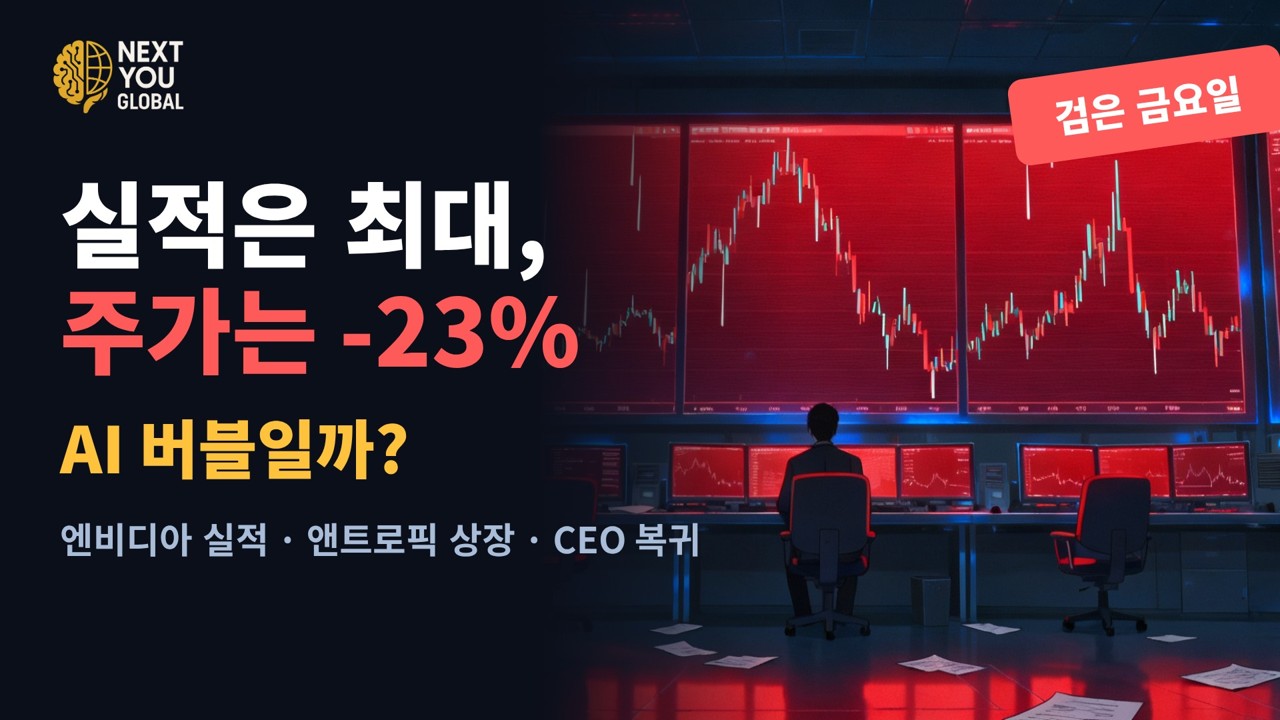 NEXT
YOU
GLOBAL
검은 금요일
실적은 최대,
주가는 -23%
AI 버블일까?
엔비디아 실적 · 앤트로픽 상장 · CEO 복귀